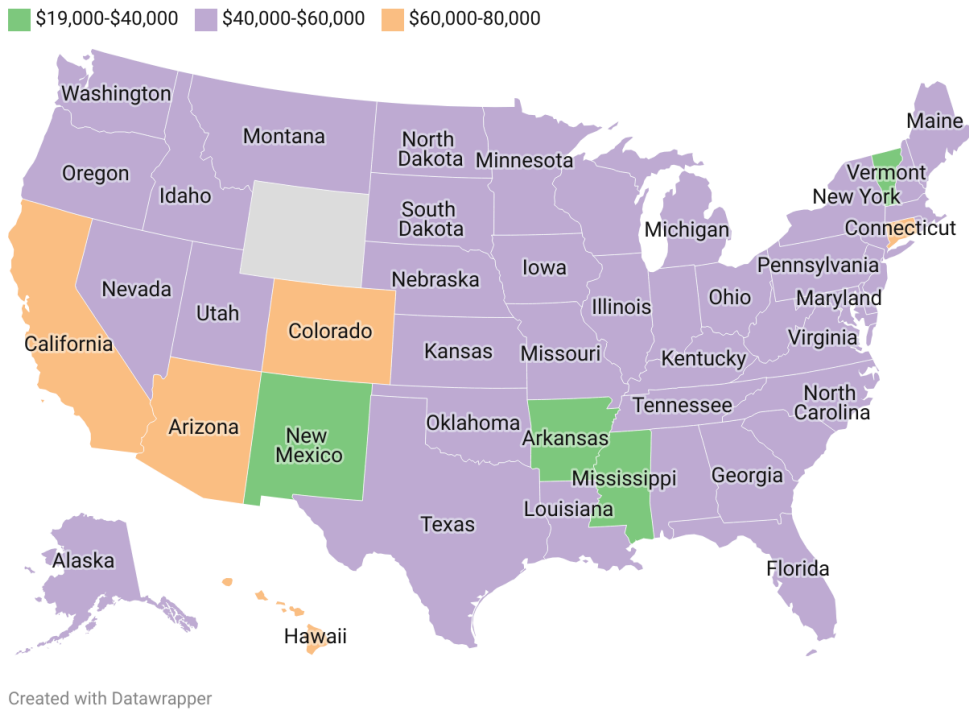 $19,000-$40,000
$40,000-$60,000
$60,000-80,000
Washington
Montana
North
Dakota
Minnesota
Maine
Oregon
Idaho
Vermont
New York
South
Dakota
Michigan
Connecticut
Nebraska
Iowa
Pennsylvania
Nevada
Utah
Illinois
Ohio
Maryland
California
Colorado
Kansas
Missouri
Kentucky
Virginia
Arizona
New
Mexico
Oklahoma
Arkansas
Tennessee
North
Carolina
Mississippi
Georgia
Texas
Louisiana
Alaska
Florida
Hawaii
Created with Datawrapper